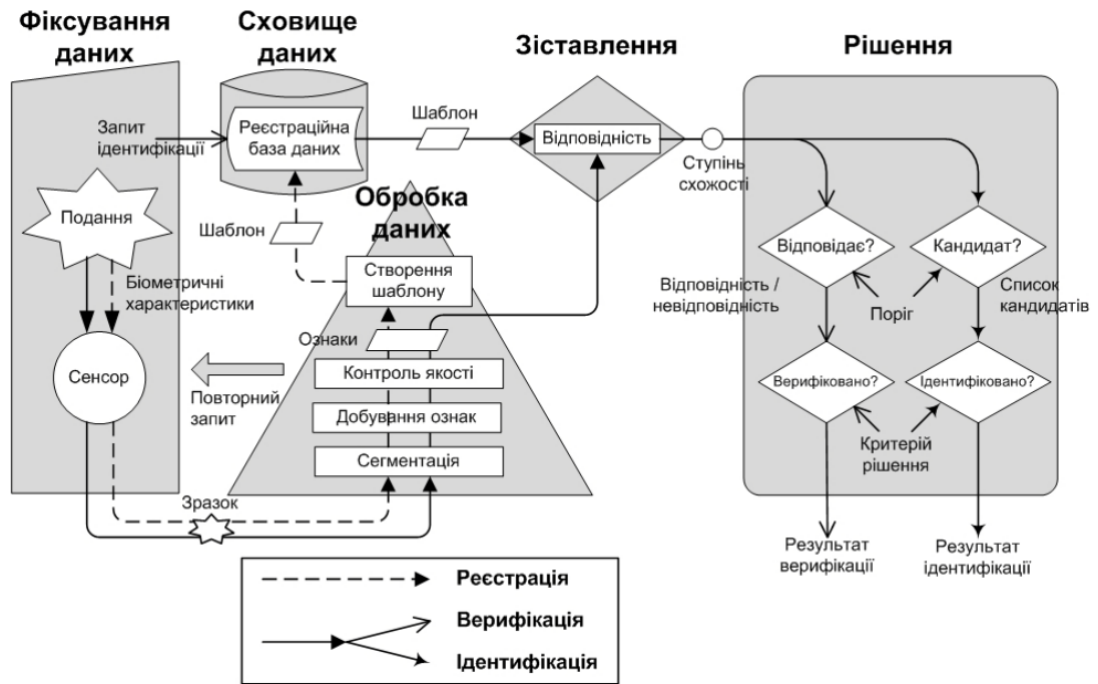 Фіксування
даних
Сховище
даних
Зіставлення
Рішення
Запит
ідентифікації
Реєстраційна
база даних
Шаблон
Відповідність
Ступінь
схожості
Подання
Біометричні
характеристики
Сенсор
Шаблон
Обробка
даних
Створення
шаблону
Ознаки
Контроль якості
Добування ознак
Сегментація
Повторний
запит
Зразок
Відповідає?
Кандидат?
Відповідність /
невідповідність
Поріг
Список
кандидатів
Верифіковано?
Ідентифіковано?
Критерій
рішення
Результат
верифікації
Результат
ідентифікації
Реєстрація
Верифікація
Ідентифікація